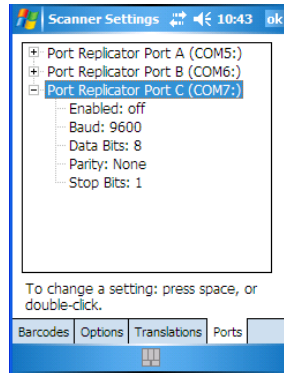 Scanner Settings 10:43 ok
Port Replicator Port A (COM5:)
Port Replicator Port B (COM6:)
Port Replicator Port C (COM7:)
Enabled: off
Baud: 9600
Data Bits: 8
Parity: None
Stop Bits: 1
To change a setting: press space, or
double-click.
Barcodes Options Translations Ports